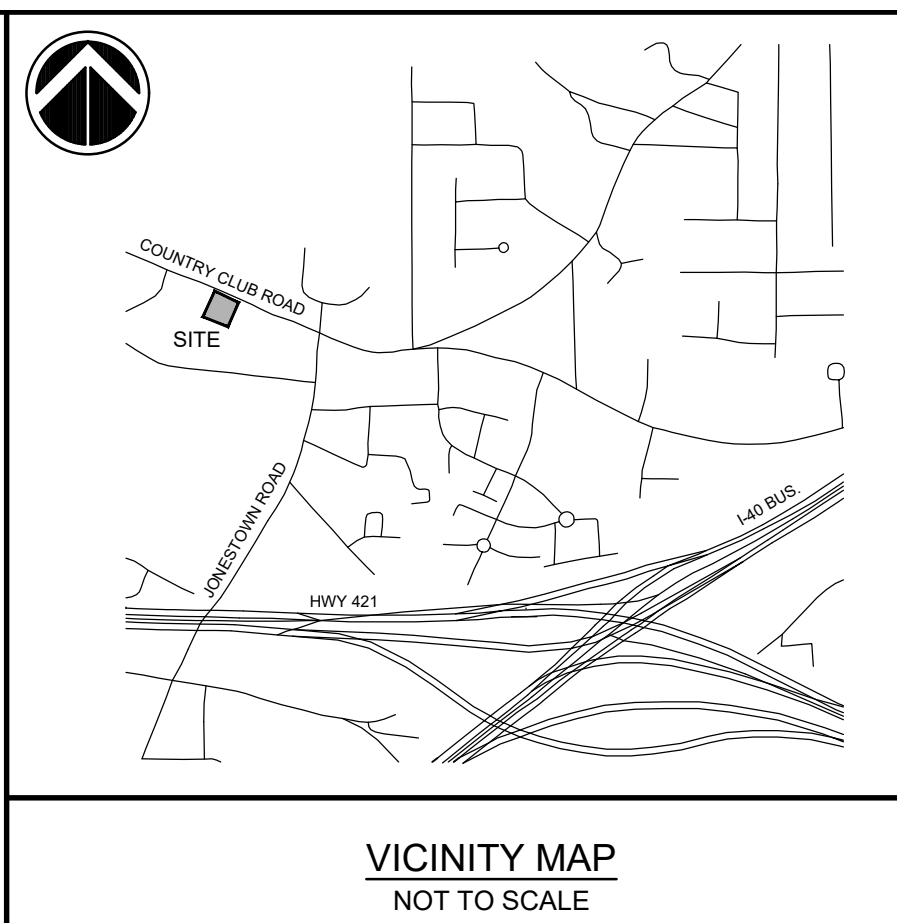 COUNTRY CLUB ROAD
SITE
JONESTOWN ROAD
I-40 BUS.
HWY 421
VICINITY MAP
NOT TO SCALE